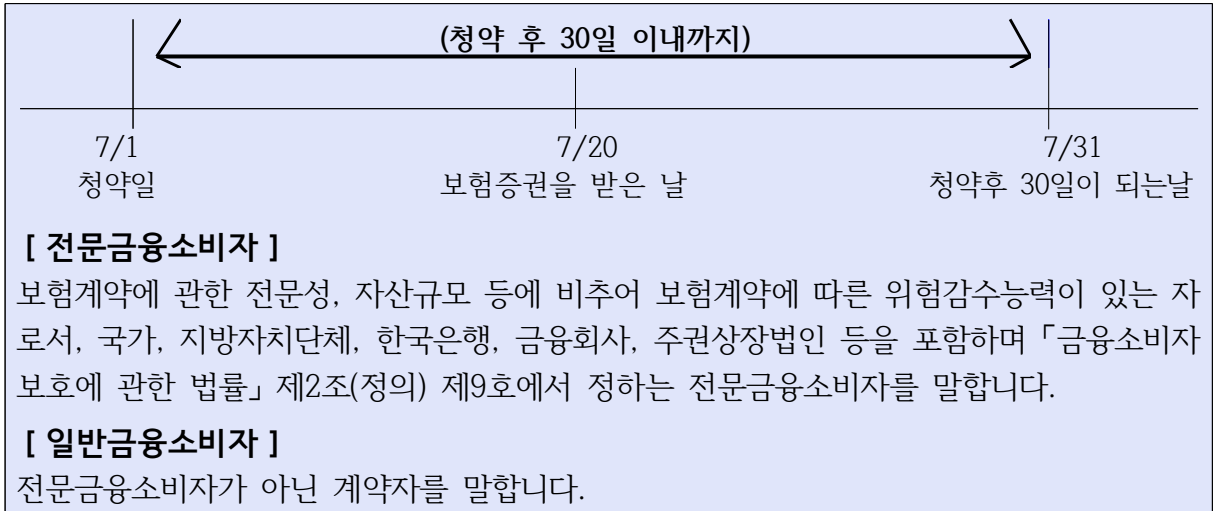 (청약 후 30일 이내까지)
7/1 7/20 7/31
청약일 보험증권을 받은 날 청약후 30일이 되는날
[ 전문금융소비자 ]
보험계약에 관한 전문성, 자산규모 등에 비추어 보험계약에 따른 위험감수능력이 있는 자
로서, 국가, 지방자치단체, 한국은행, 금융회사, 주권상장법인 등을 포함하며 「금융소비자
보호에 관한 법률」 제2조(정의) 제9호에서 정하는 전문금융소비자를 말합니다.
[ 일반금융소비자 ]
전문금융소비자가 아닌 계약자를 말합니다.